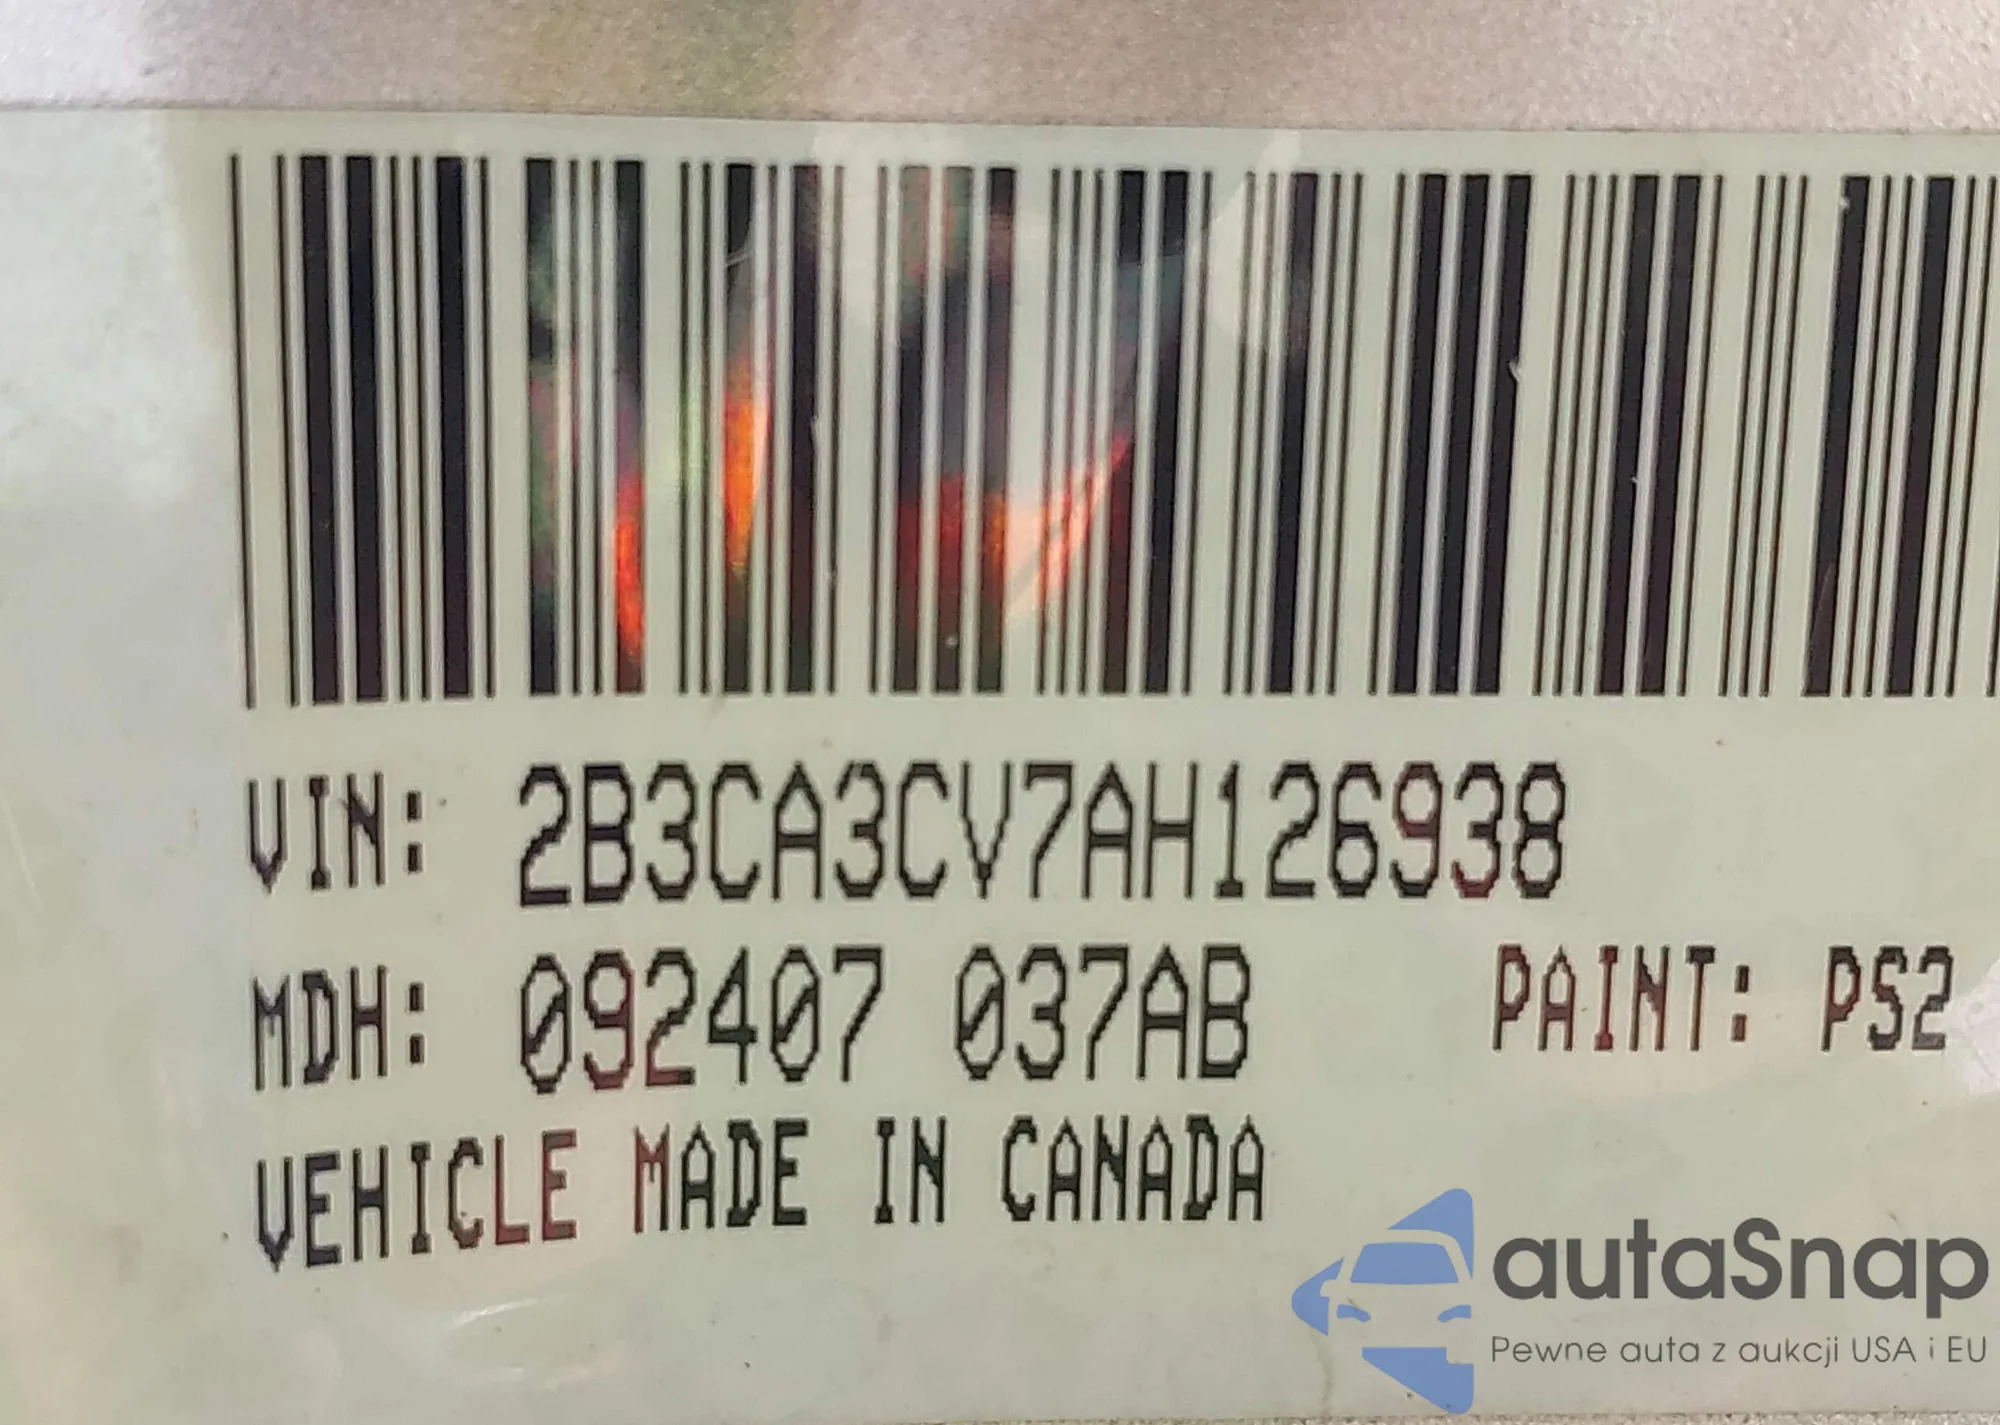 VIN: 2B3CA3CV7AH126938
MDH: 092407 037AB PAINT: PS2
VEHICLE MADE IN CANADA
autaSnap
Pewne auta z aukcji USA i EU